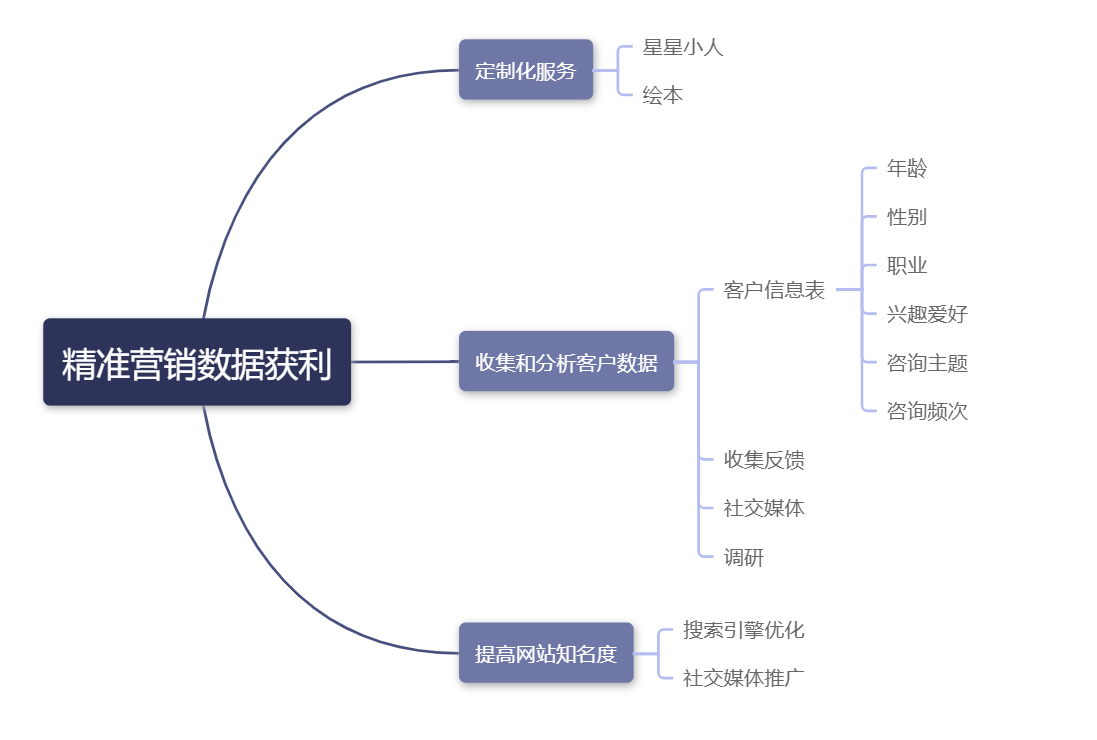 精准营销数据获利
定制化服务
星星小人
绘本
收集和分析客户数据
客户信息表
年龄
性别
职业
兴趣爱好
咨询主题
咨询频次
收集反馈
社交媒体
调研
提高网站知名度
搜索引擎优化
社交媒体推广